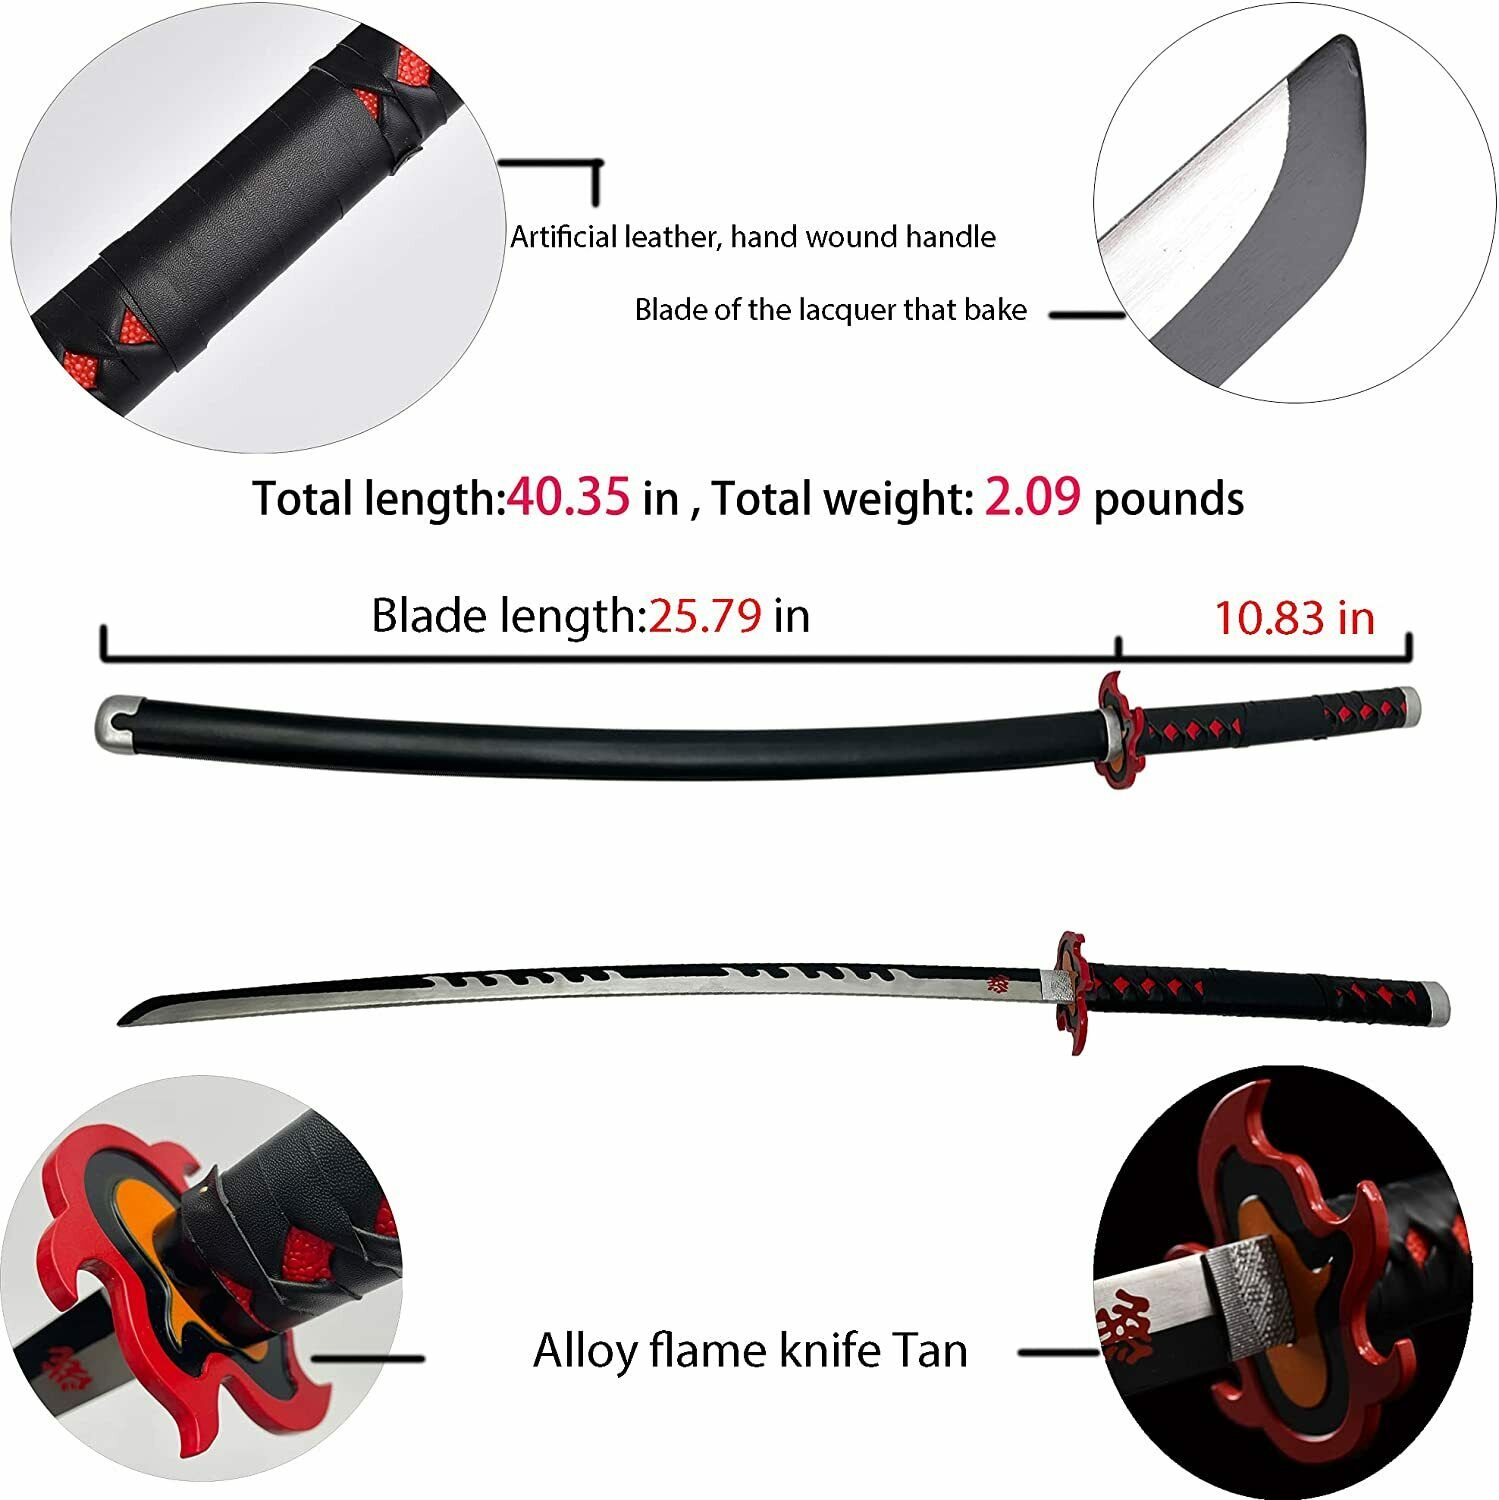 Artificial leather, hand wound handle
Blade of the lacquer that bake
Total length:40.35 in , Total weight: 2.09 pounds
Blade length:25.79 in
10.83 in
Alloy flame knife Tan